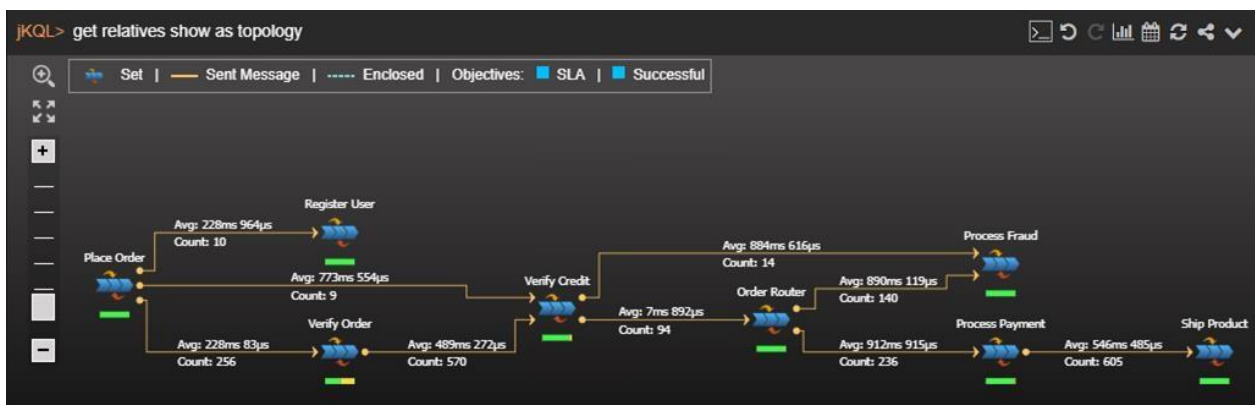 jKQL> get relatives show as topology
Set | Sent Message | ----- Enclosed | Objectives: SLA | Successful
Register User
Avg: 228ms 964µs
Count: 10
Place Order
Avg: 773ms 554µs
Count: 9
Verify Order
Avg: 228ms 83µs
Count: 256
Avg: 489ms 272µs
Count: 570
Verify Credit
Avg: 884ms 616µs
Count: 14
Avg: 7ms 892µs
Count: 94
Order Router
Process Fraud
Avg: 890ms 119µs
Count: 140
Process Payment
Avg: 912ms 915µs
Count: 236
Avg: 546ms 485µs
Count: 605
Ship Product